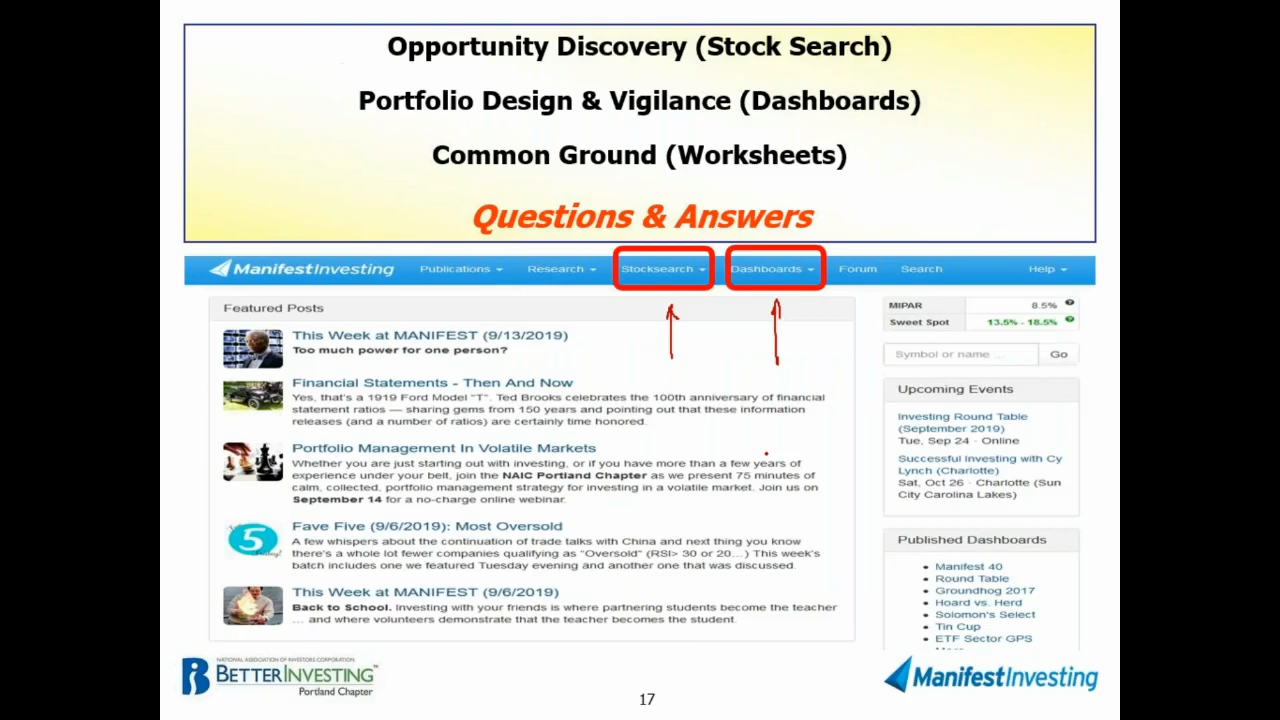 Opportunity Discovery (Stock Search)
Portfolio Design & Vigilance (Dashboards)
Common Ground (Worksheets)
Questions & Answers
ManifestInvesting Publications Research Stocksearch Dashboards Forum Search Help
Featured Posts
This Week at MANIFEST (9/13/2019)
Too much power for one person?
Financial Statements - Then And Now
Yes, that's a 1919 Ford Model "T". Ted Brooks celebrates the 100th anniversary of financial
statement ratios — sharing gems from 150 years and pointing out that these information
releases (and a number of ratios) are certainly time honored.
Portfolio Management In Volatile Markets
Whether you are just starting out with investing, or if you have more than a few years of
experience under your belt, join the NAIC Portland Chapter as we present 75 minutes of
calm, collected, portfolio management strategy for investing in a volatile market. Join us on
September 14 for a no-charge online webinar.
5
Fave Five (9/6/2019): Most Oversold
A few whispers about the continuation of trade talks with China and next thing you know
there's a whole lot fewer companies qualifying as "Oversold" (RSI> 30 or 20...) This week's
batch includes one we featured Tuesday evening and another one that was discussed.
This Week at MANIFEST (9/6/2019)
Back to School. Investing with your friends is where partnering students become the teacher
... and where volunteers demonstrate that the teacher becomes the student.
MIPAR 8.5%
Sweet Spot 13.5% - 18.5%
Symbol or name ... Go
Upcoming Events
Investing Round Table
(September 2019)
Tue, Sep 24 · Online
Successful Investing with Cy
Lynch (Charlotte)
Sat, Oct 26 · Charlotte (Sun
City Carolina Lakes)
Published Dashboards
Manifest 40
Round Table
Groundhog 2017
Hoard vs. Herd
Solomon's Select
Tin Cup
ETF Sector GPS
NATIONAL ASSOCIATION OF INVESTORS CORPORATION
BETTERINVESTING™
Portland Chapter
17
ManifestInvesting